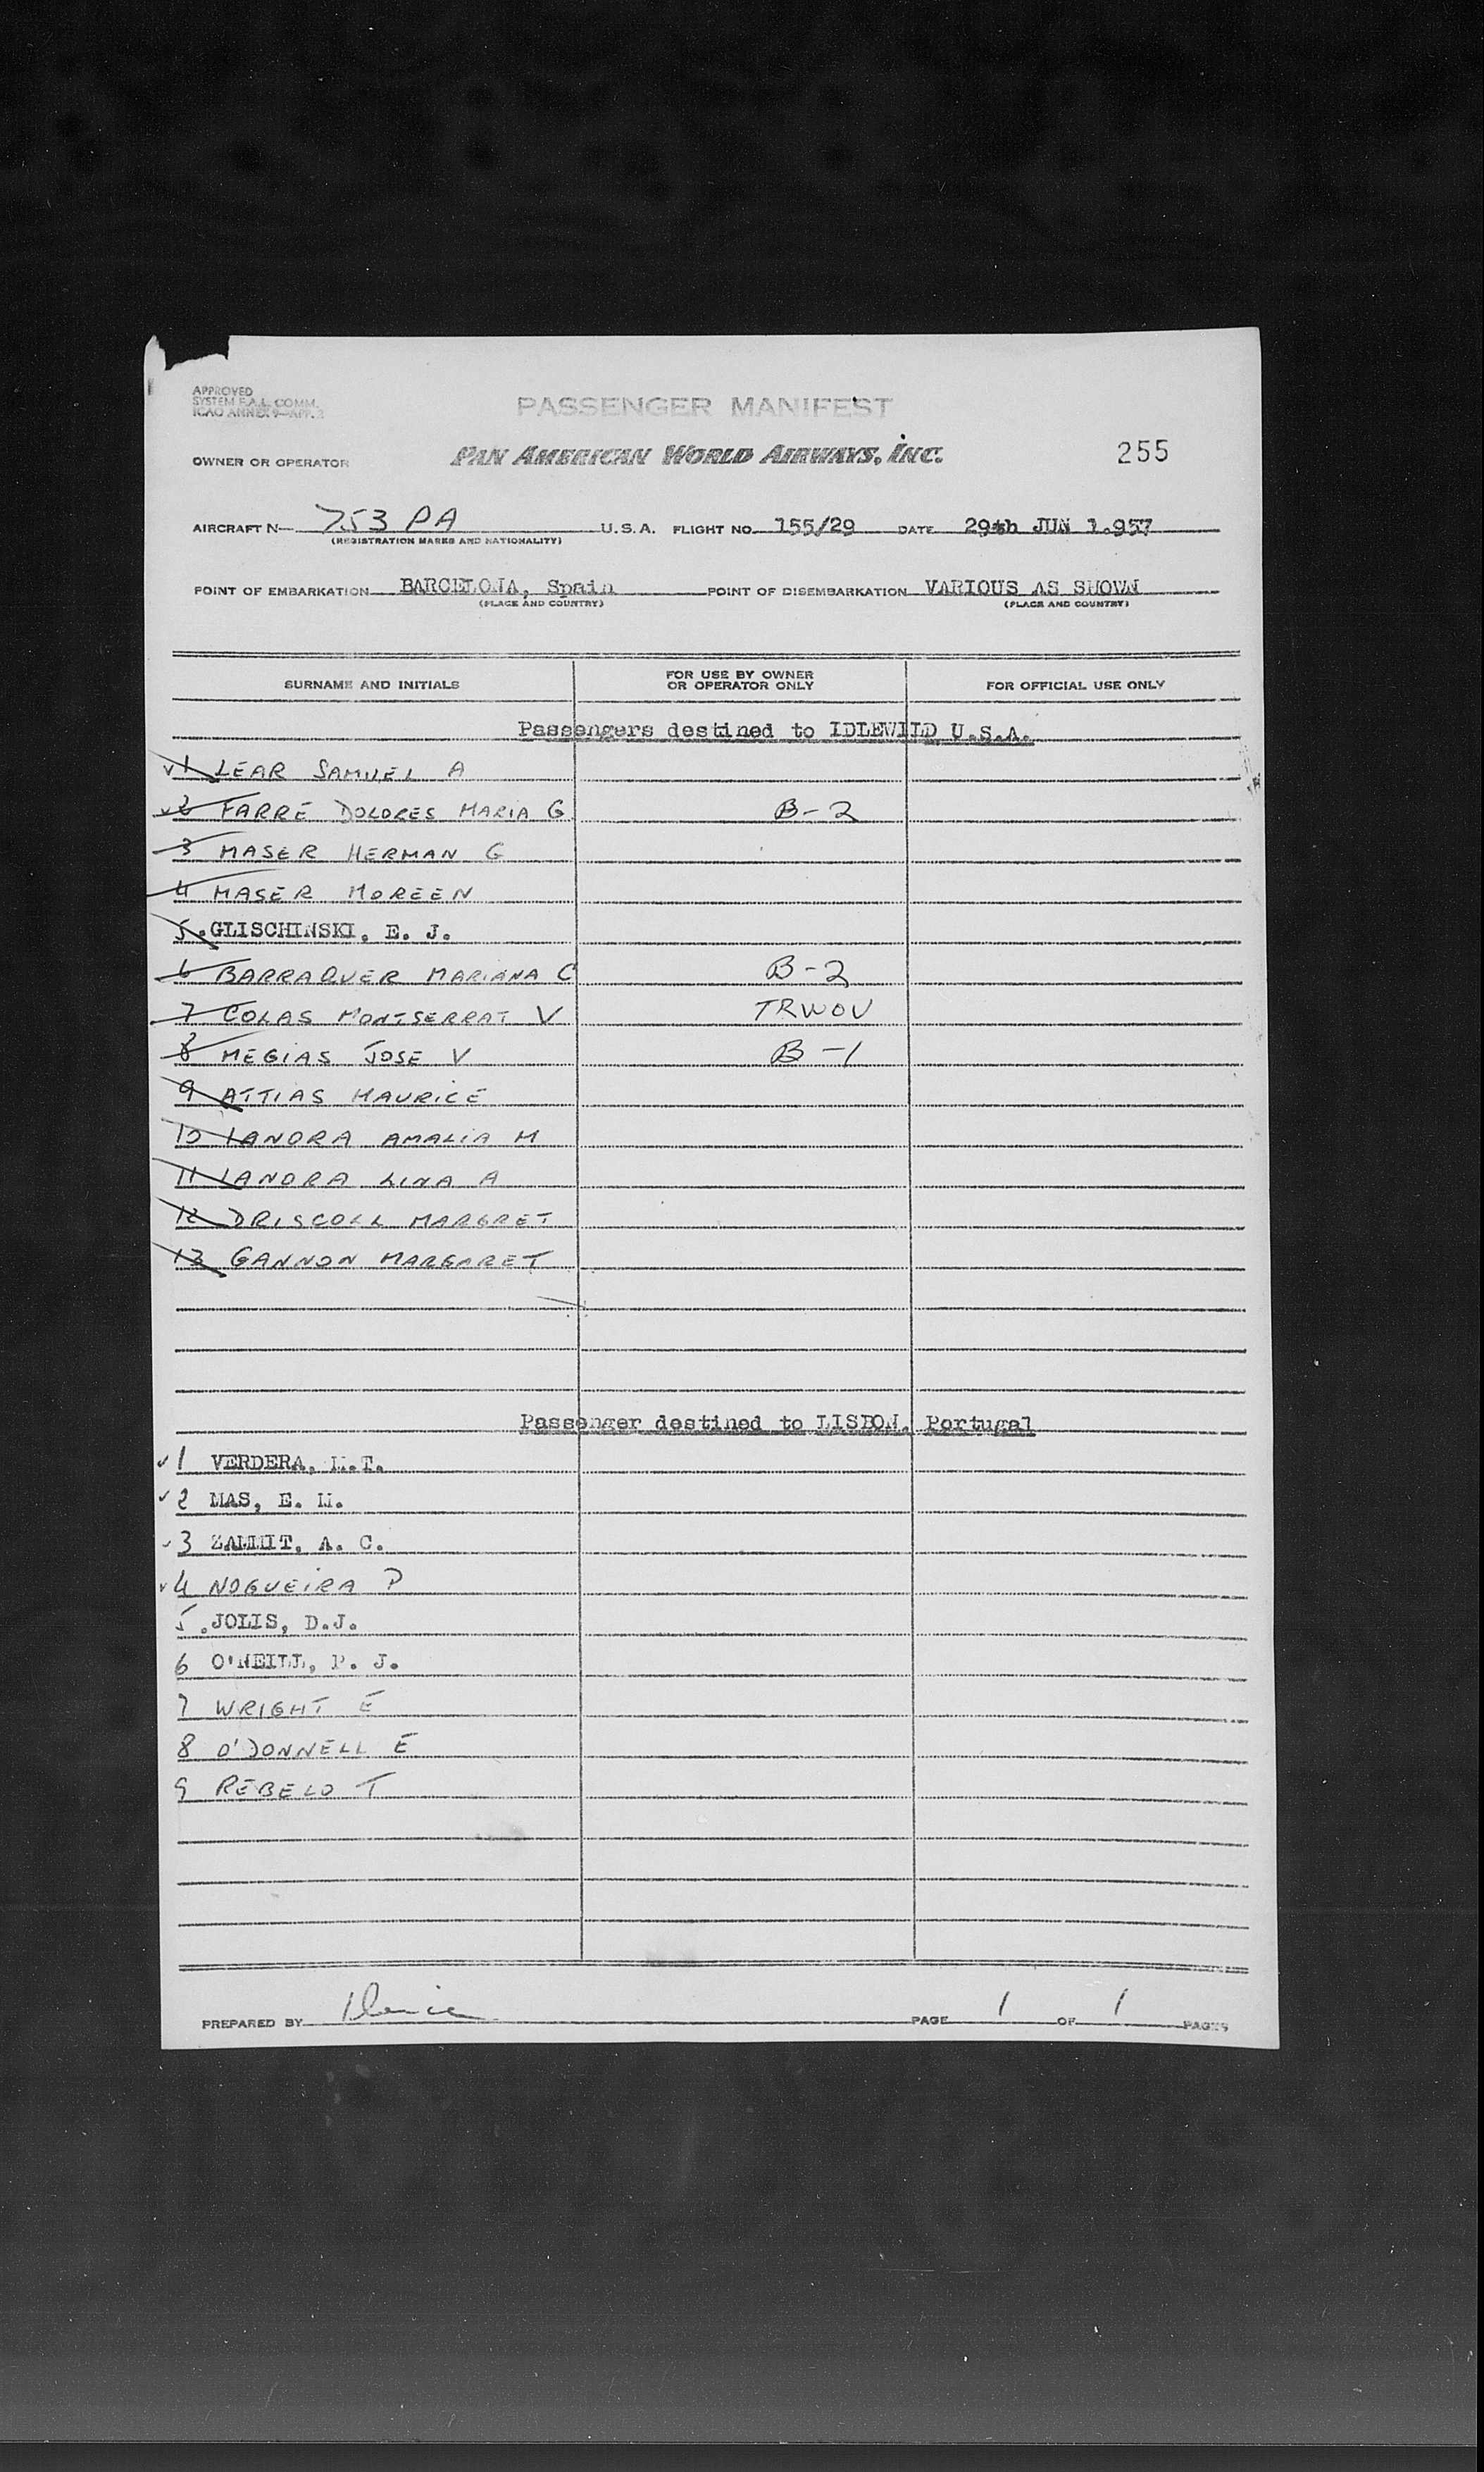 APPROVED
SYSTEM F.A.L. COMM.
ICAO ANNEX 9—APP. 3
PASSENGER MANIFEST
OWNER OR OPERATOR PAN AMERICAN WORLD AIRWAYS, INC. 255
AIRCRAFT N— 753 PA U.S.A. FLIGHT NO. 155/29 DATE 29th JUN 1.957
(REGISTRATION MARKS AND NATIONALITY)
POINT OF EMBARKATION BARCELONA, Spain POINT OF DISEMBARKATION VARIOUS AS SHOWN
(PLACE AND COUNTRY) (PLACE AND COUNTRY)
SURNAME AND INITIALS FOR USE BY OWNER OR OPERATOR ONLY FOR OFFICIAL USE ONLY
Passengers destined to IDLEWILD U.S.A.
1 LEAR SAMUEL A
2 FARRE DOLORES MARIA G B-2
3 MASER HERMAN G
4 MASER MOREEN
5 . GLISCHINSKI, E. J.
6 BARRAQUER MARIANA C B-2
7 COLAS MONTSERRAT V TRWOV
8 MEGIAS JOSE V B-1
9 ATTIAS MAURICE
10 LANDRA AMALIA M
11 LANDRA LINA A
12 DRISCOLL MARGRET
13 GANNON MARGARET
Passenger destined to LISBON, Portugal
1 VERDERA, M.T.
2 MAS, E. M.
3 ZAMMIT, A. C.
4 NOGUEIRA P
5 . JOLIS, D.J.
6 O'NEILL, P. J.
7 WRIGHT E
8 O'DONNELL E
9 REBELO T
PREPARED BY PAGE 1 OF 1 PAGES